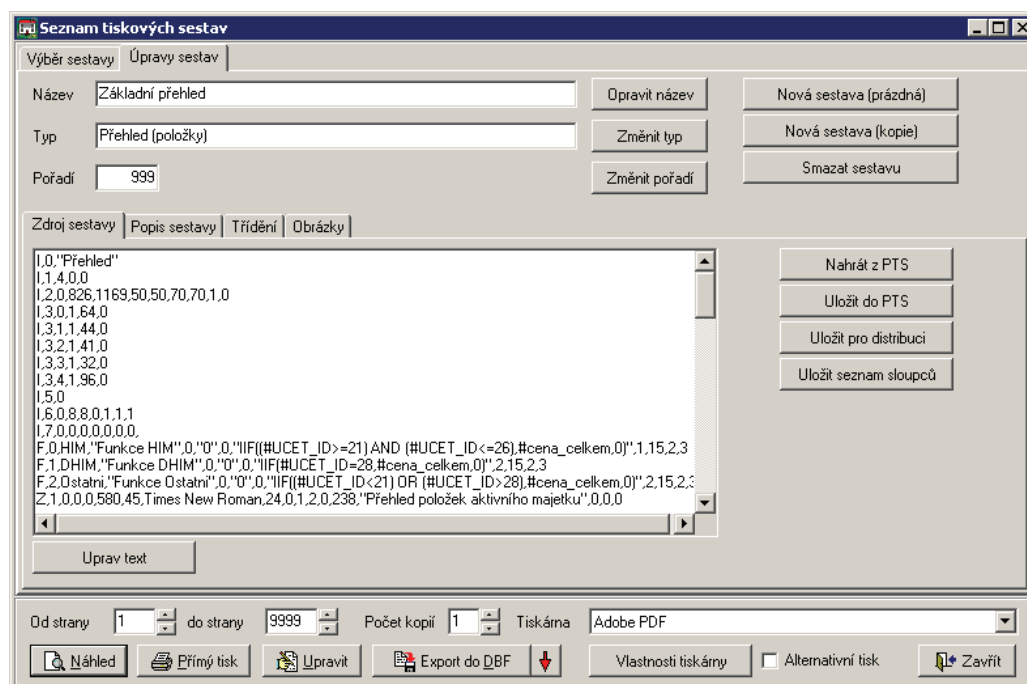 Seznam tiskových sestav
Výběr sestavy Úpravy sestav
Název Základní přehled Opravit název Nová sestava (prázdná)
Typ Přehled (položky) Změnit typ Nová sestava (kopie)
Pořadí 999 Změnit pořadí Smazat sestavu
Zdroj sestavy Popis sestavy Třídění Obrázky
I,0,"Přehled"
I,1,4,0,0
I,2,0,826,1169,50,50,70,70,1,0
I,3,0,1,64,0
I,3,1,1,44,0
I,3,2,1,41,0
I,3,3,1,32,0
I,3,4,1,96,0
I,5,0
I,6,0,8,8,0,1,1,1
I,7,0,0,0,0,0,0,0,
F,0,HIM,"Funkce HIM",0,"0",0,"IIF((#UCET_ID>=21) AND (#UCET_ID<=26),#cena_celkem,0)",1,15,2,3
F,1,DHIM,"Funkce DHIM",0,"0",0,"IIF(#UCET_ID=28,#cena_celkem,0)",2,15,2,3
F,2,Ostatni,"Funkce Ostatni",0,"0",0,"IIF((#UCET_ID<21) OR (#UCET_ID>28),#cena_celkem,0)",2,15,2,3
Z,1,0,0,0,580,45,Times New Roman,24,0,1,2,0,238,"Přehled položek aktivního majetku",0,0,0
Nahrát z PTS
Uložit do PTS
Uložit pro distribuci
Uložit seznam sloupců
Uprav text
Od strany 1 do strany 9999 Počet kopií 1 Tiskárna Adobe PDF
Náhled Přímý tisk Upravit Export do DBF Vlastnosti tiskárny Alternativní tisk Zavřít